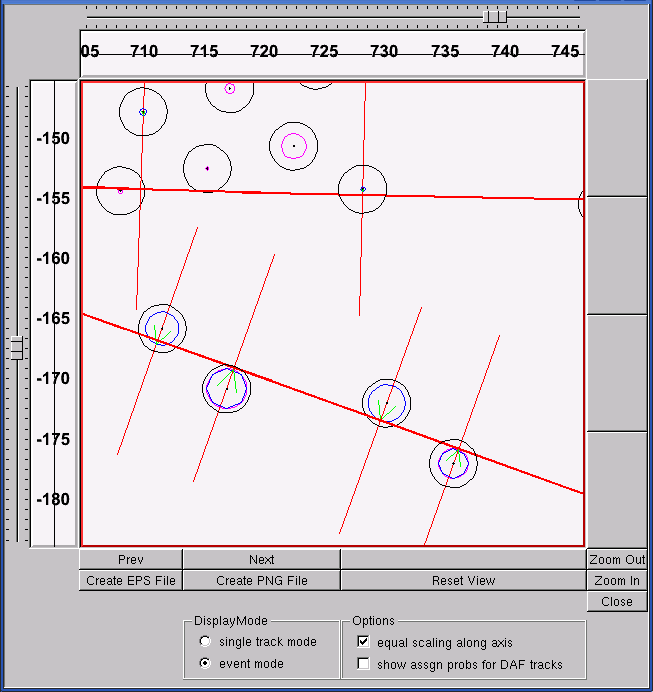 05 710 715 720 725 730 735 740 745
-150
-155
-160
-165
-170
-175
-180
Prev Next Zoom Out
Create EPS File Create PNG File Reset View Zoom In
Close
DisplayMode Options
single track mode equal scaling along axis
event mode show assgn probs for DAF tracks